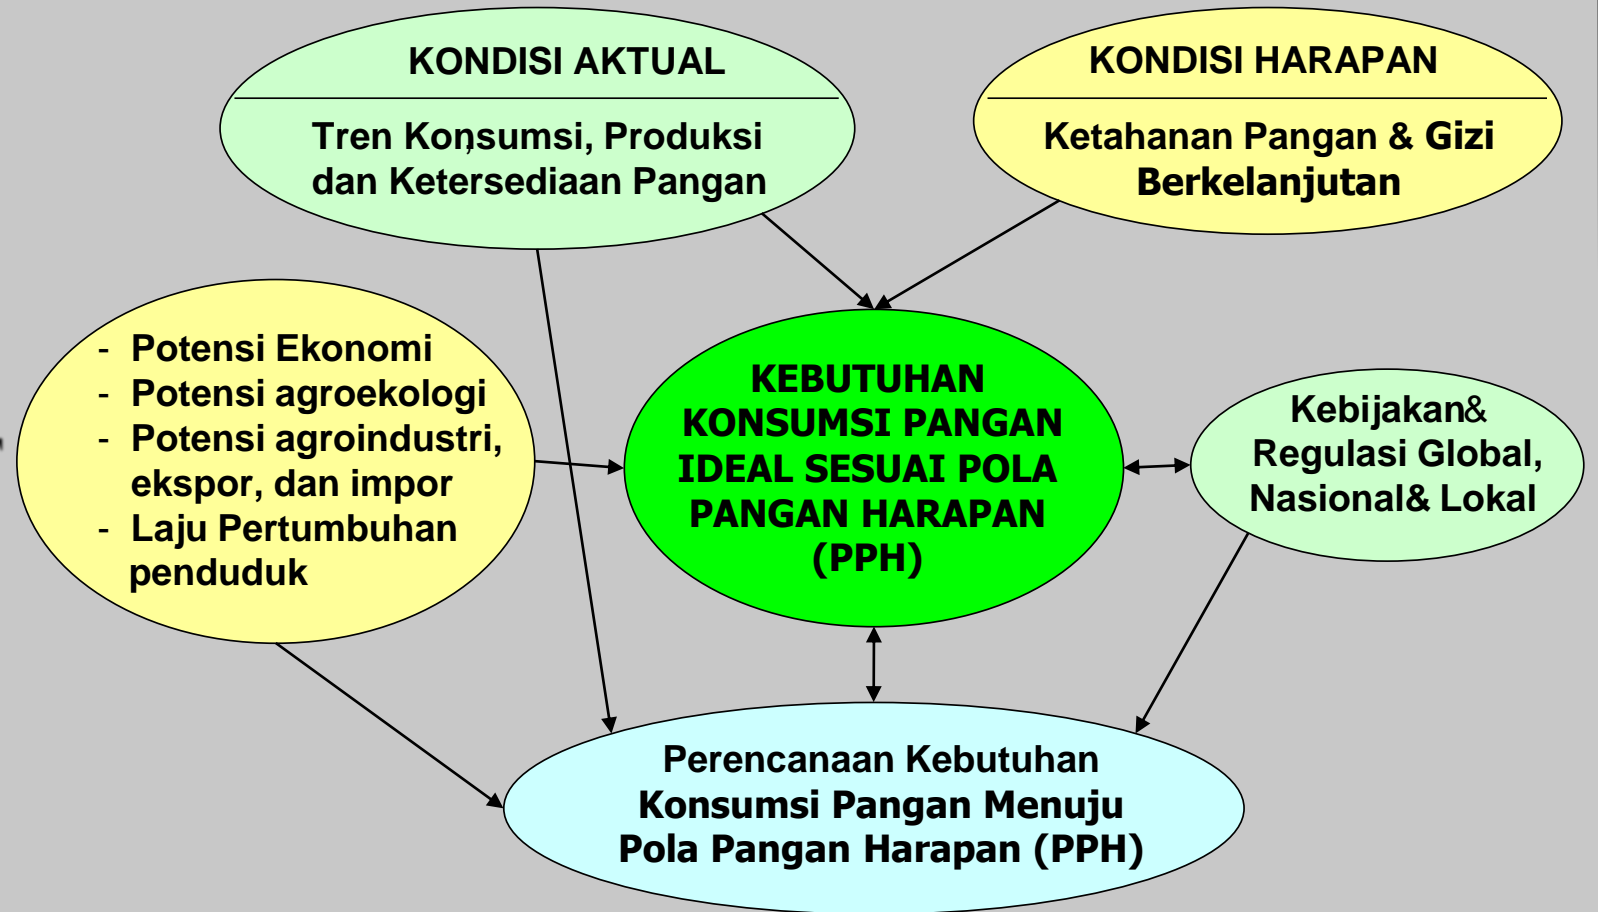 KONDISI AKTUAL
Tren Konsumsi, Produksi
dan Ketersediaan Pangan
KONDISI HARAPAN
Ketahanan Pangan & Gizi
Berkelanjutan
- Potensi Ekonomi
- Potensi agroekologi
- Potensi agroindustri,
ekspor, dan impor
- Laju Pertumbuhan
penduduk
KEBUTUHAN
KONSUMSI PANGAN
IDEAL SESUAI POLA
PANGAN HARAPAN
(PPH)
Kebijakan&
Regulasi Global,
Nasional& Lokal
Perencanaan Kebutuhan
Konsumsi Pangan Menuju
Pola Pangan Harapan (PPH)